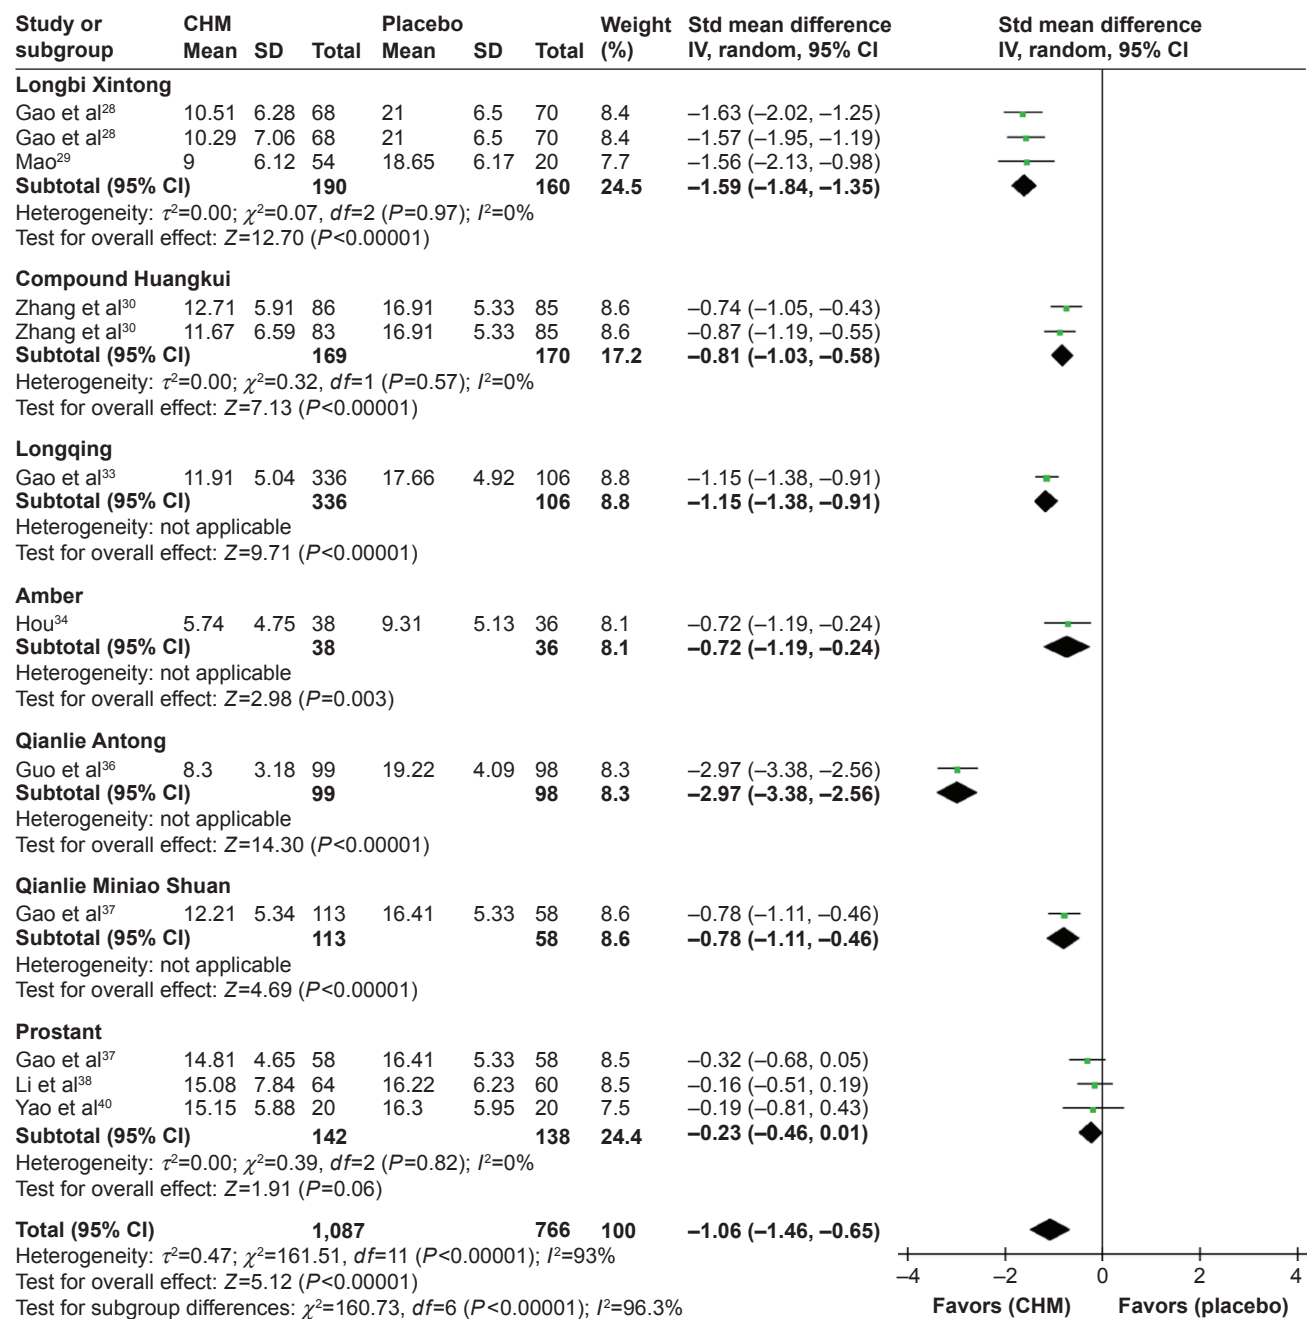 Study or CHM Placebo Weight Std mean difference Std mean difference
subgroup Mean SD Total Mean SD Total (%) IV, random, 95% CI IV, random, 95% CI
Longbi Xintong
Gao et al²⁸ 10.51 6.28 68 21 6.5 70 8.4 –1.63 (–2.02, –1.25)
Gao et al²⁸ 10.29 7.06 68 21 6.5 70 8.4 –1.57 (–1.95, –1.19)
Mao²⁹ 9 6.12 54 18.65 6.17 20 7.7 –1.56 (–2.13, –0.98)
Subtotal (95% CI) 190 160 24.5 –1.59 (–1.84, –1.35)
Heterogeneity: τ²=0.00; χ²=0.07, df=2 (P=0.97); I²=0%
Test for overall effect: Z=12.70 (P<0.00001)
Compound Huangkui
Zhang et al³⁰ 12.71 5.91 86 16.91 5.33 85 8.6 –0.74 (–1.05, –0.43)
Zhang et al³⁰ 11.67 6.59 83 16.91 5.33 85 8.6 –0.87 (–1.19, –0.55)
Subtotal (95% CI) 169 170 17.2 –0.81 (–1.03, –0.58)
Heterogeneity: τ²=0.00; χ²=0.32, df=1 (P=0.57); I²=0%
Test for overall effect: Z=7.13 (P<0.00001)
Longqing
Gao et al³³ 11.91 5.04 336 17.66 4.92 106 8.8 –1.15 (–1.38, –0.91)
Subtotal (95% CI) 336 106 8.8 –1.15 (–1.38, –0.91)
Heterogeneity: not applicable
Test for overall effect: Z=9.71 (P<0.00001)
Amber
Hou³⁴ 5.74 4.75 38 9.31 5.13 36 8.1 –0.72 (–1.19, –0.24)
Subtotal (95% CI) 38 36 8.1 –0.72 (–1.19, –0.24)
Heterogeneity: not applicable
Test for overall effect: Z=2.98 (P=0.003)
Qianlie Antong
Guo et al³⁶ 8.3 3.18 99 19.22 4.09 98 8.3 –2.97 (–3.38, –2.56)
Subtotal (95% CI) 99 98 8.3 –2.97 (–3.38, –2.56)
Heterogeneity: not applicable
Test for overall effect: Z=14.30 (P<0.00001)
Qianlie Miniao Shuan
Gao et al³⁷ 12.21 5.34 113 16.41 5.33 58 8.6 –0.78 (–1.11, –0.46)
Subtotal (95% CI) 113 58 8.6 –0.78 (–1.11, –0.46)
Heterogeneity: not applicable
Test for overall effect: Z=4.69 (P<0.00001)
Prostant
Gao et al³⁷ 14.81 4.65 58 16.41 5.33 58 8.5 –0.32 (–0.68, 0.05)
Li et al³⁸ 15.08 7.84 64 16.22 6.23 60 8.5 –0.16 (–0.51, 0.19)
Yao et al⁴⁰ 15.15 5.88 20 16.3 5.95 20 7.5 –0.19 (–0.81, 0.43)
Subtotal (95% CI) 142 138 24.4 –0.23 (–0.46, 0.01)
Heterogeneity: τ²=0.00; χ²=0.39, df=2 (P=0.82); I²=0%
Test for overall effect: Z=1.91 (P=0.06)
Total (95% CI) 1,087 766 100 –1.06 (–1.46, –0.65)
Heterogeneity: τ²=0.47; χ²=161.51, df=11 (P<0.00001); I²=93%
Test for overall effect: Z=5.12 (P<0.00001) –4 –2 0 2 4
Test for subgroup differences: χ²=160.73, df=6 (P<0.00001); I²=96.3% Favors (CHM) Favors (placebo)